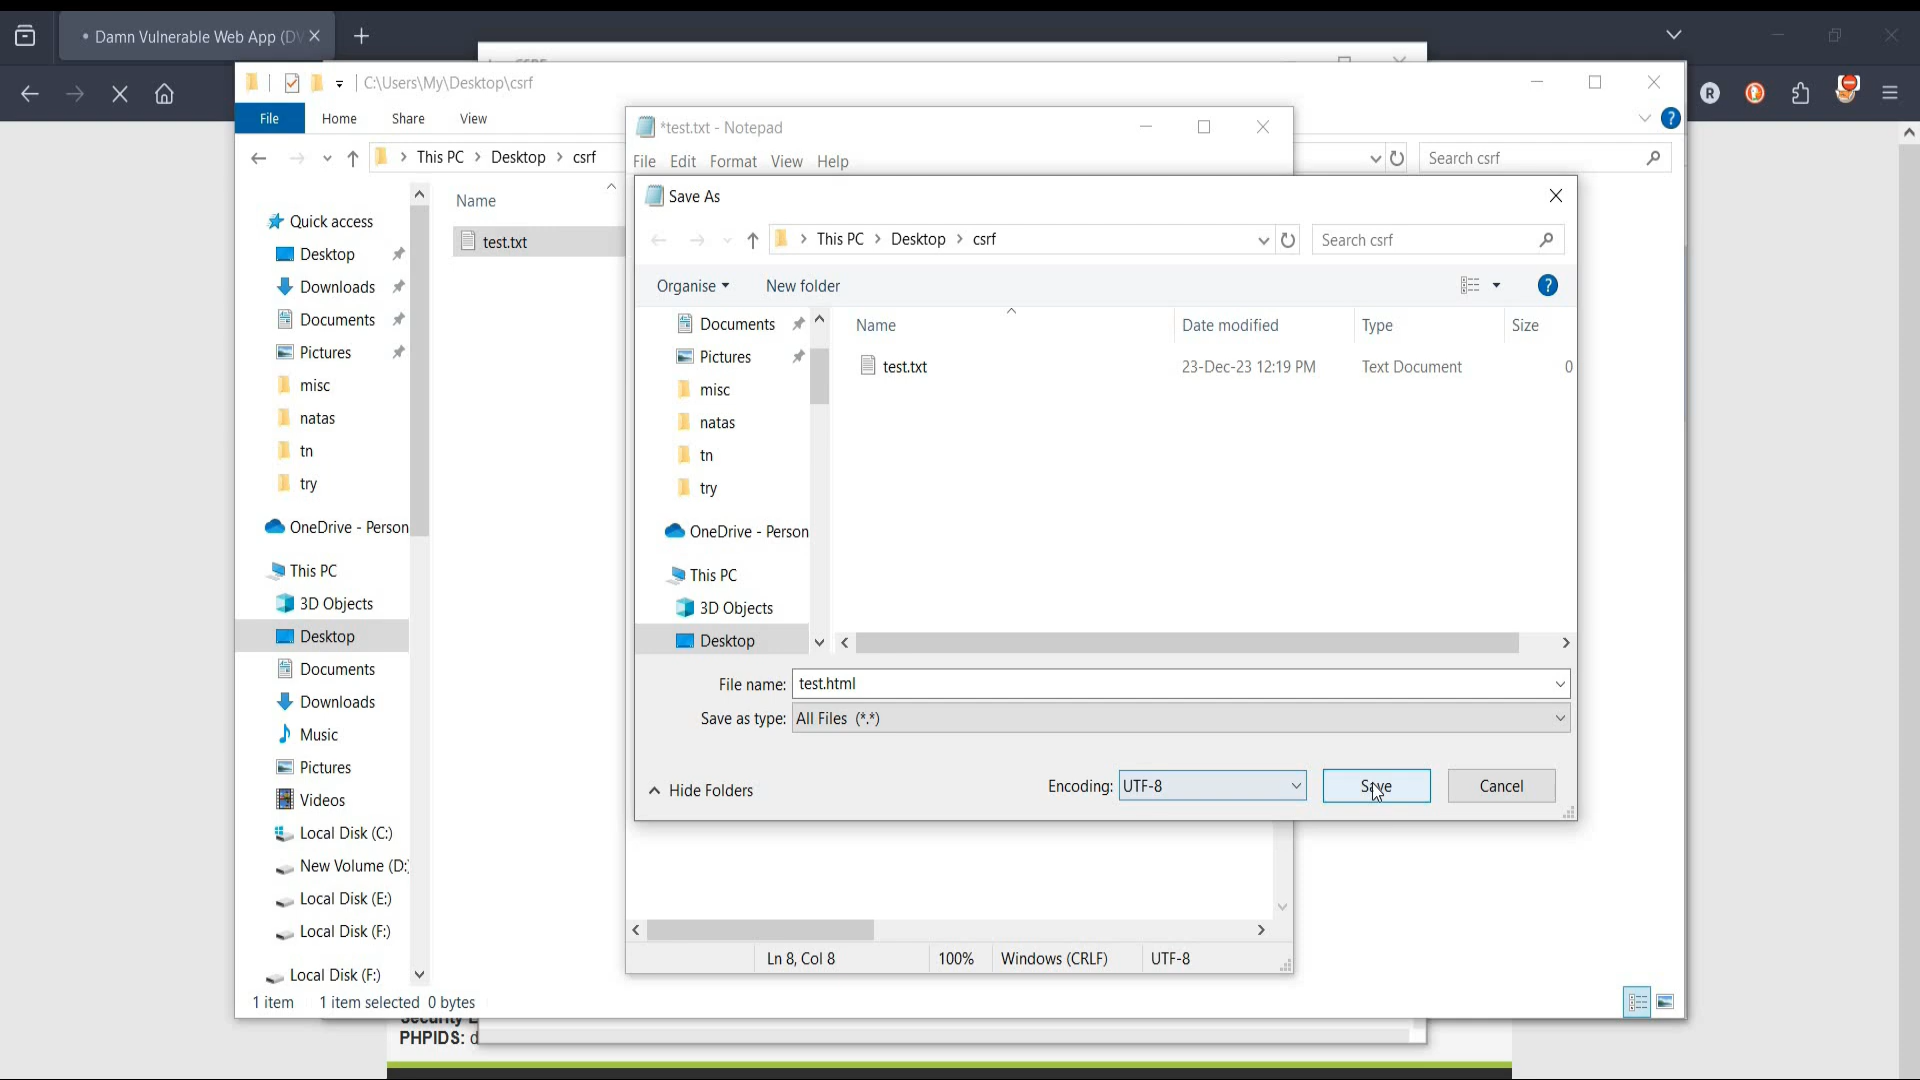 • Damn Vulnerable Web App (DV
C:\Users\My\Desktop\csrf
File Home Share View
This PC > Desktop > csrf
Search csrf
Name
test.txt
Quick access
Desktop
Downloads
Documents
Pictures
misc
natas
tn
try
OneDrive - Person
This PC
3D Objects
Desktop
Documents
Downloads
Music
Pictures
Videos
Local Disk (C:)
New Volume (D:)
Local Disk (E:)
Local Disk (F:)
Local Disk (F:)
1 item 1 item selected 0 bytes
*test.txt - Notepad
File Edit Format View Help
Save As
This PC > Desktop > csrf
Search csrf
Organise New folder
Documents
Pictures
misc
natas
tn
try
OneDrive - Person
This PC
3D Objects
Desktop
Name Date modified Type Size
test.txt 23-Dec-23 12:19 PM Text Document 0
File name: test.html
Save as type: All Files (*.*)
Hide Folders
Encoding: UTF-8 Save Cancel
Ln 8, Col 8 100% Windows (CRLF) UTF-8
PHPIDS: d
R